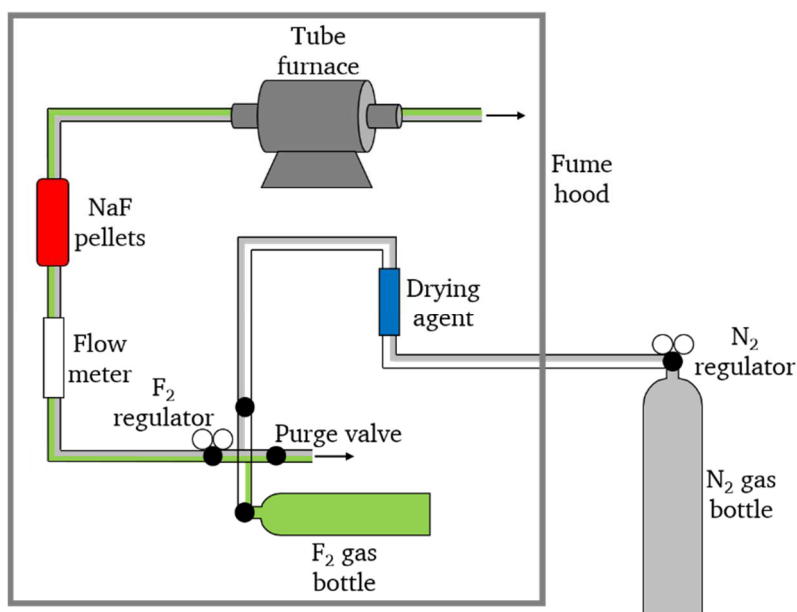 Tube
furnace
Fume
hood
NaF
pellets
Drying
agent
Flow
meter
N₂
regulator
F₂
regulator
Purge valve
N₂ gas
bottle
F₂ gas
bottle